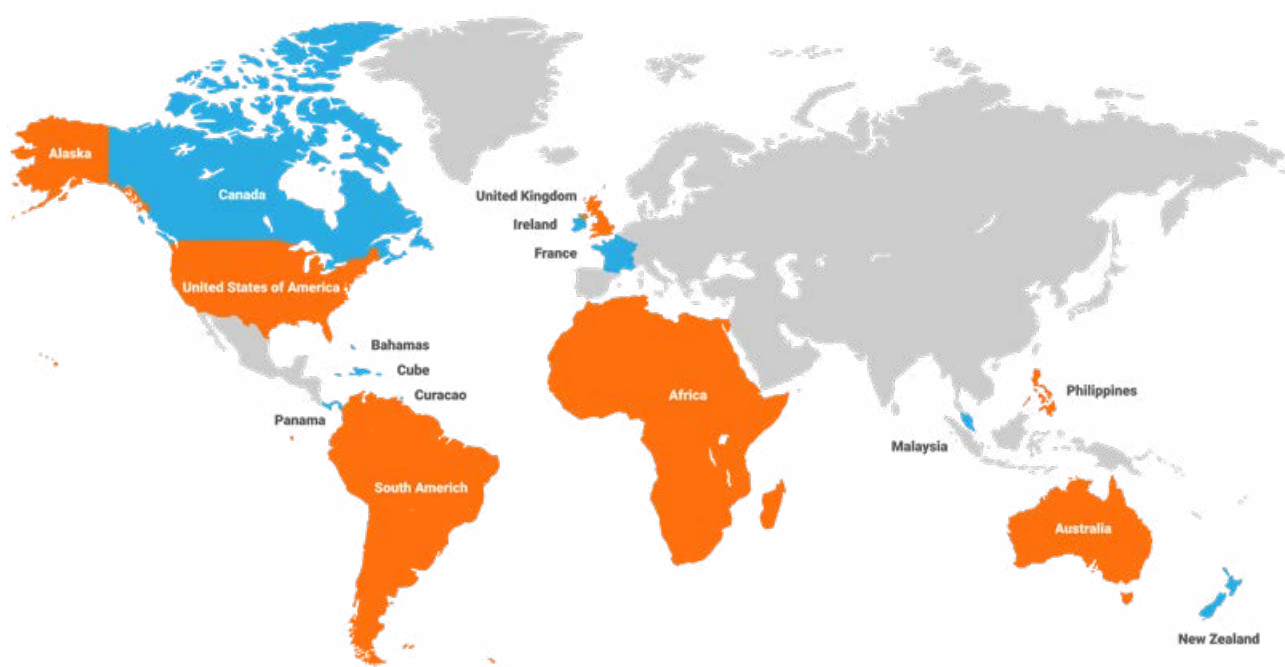 Alaska
Canada
United Kingdom
Ireland
France
United States of America
Bahamas
Cube
Curacao
Panama
Africa
Philippines
Malaysia
South Americh
Australia
New Zealand